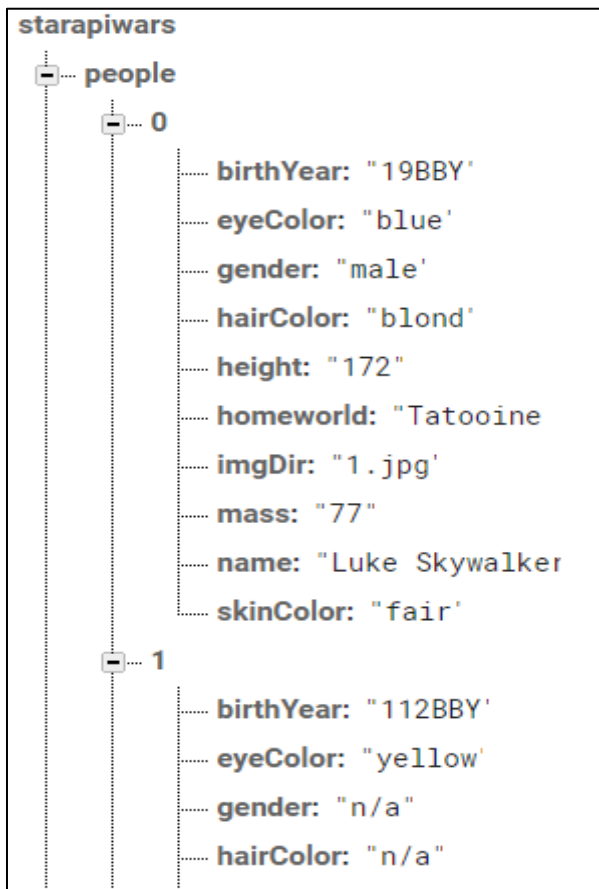 starapiwars
people
0
birthYear: "19BBY'
eyeColor: "blue'
gender: "male'
hairColor: "blond'
height: "172"
homeworld: "Tatooine
imgDir: "1.jpg'
mass: "77"
name: "Luke Skywalker
skinColor: "fair'
1
birthYear: "112BBY'
eyeColor: "yellow'
gender: "n/a"
hairColor: "n/a"